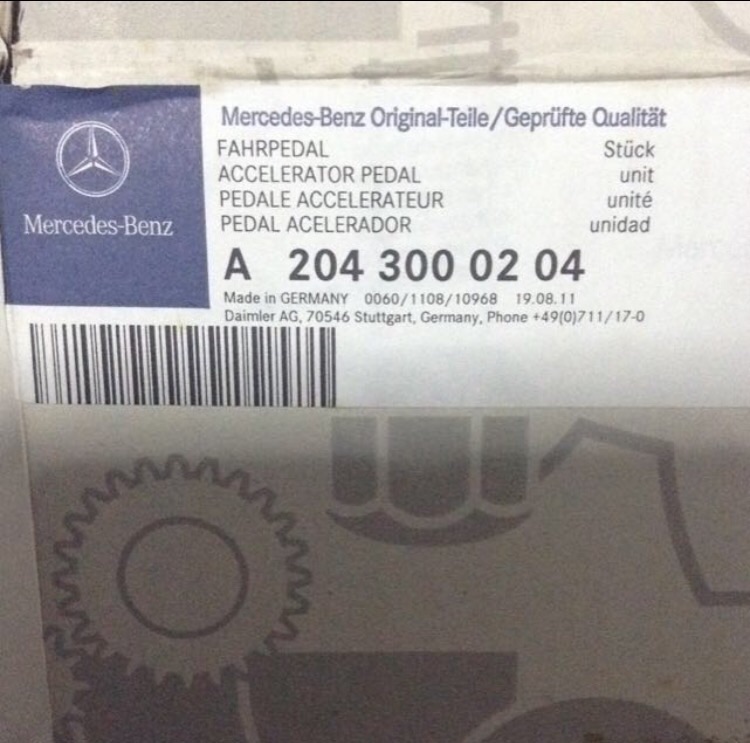 Mercedes-Benz Original-Teile/Geprüfte Qualität
FAHRPEDAL Stück
ACCELERATOR PEDAL unit
PEDALE ACCELERATEUR unité
PEDAL ACELERADOR unidad
Mercedes-Benz
A 204 300 02 04
Made in GERMANY 0060/1108/10968 19.08.11
Daimler AG, 70546 Stuttgart, Germany, Phone +49(0)711/17-0